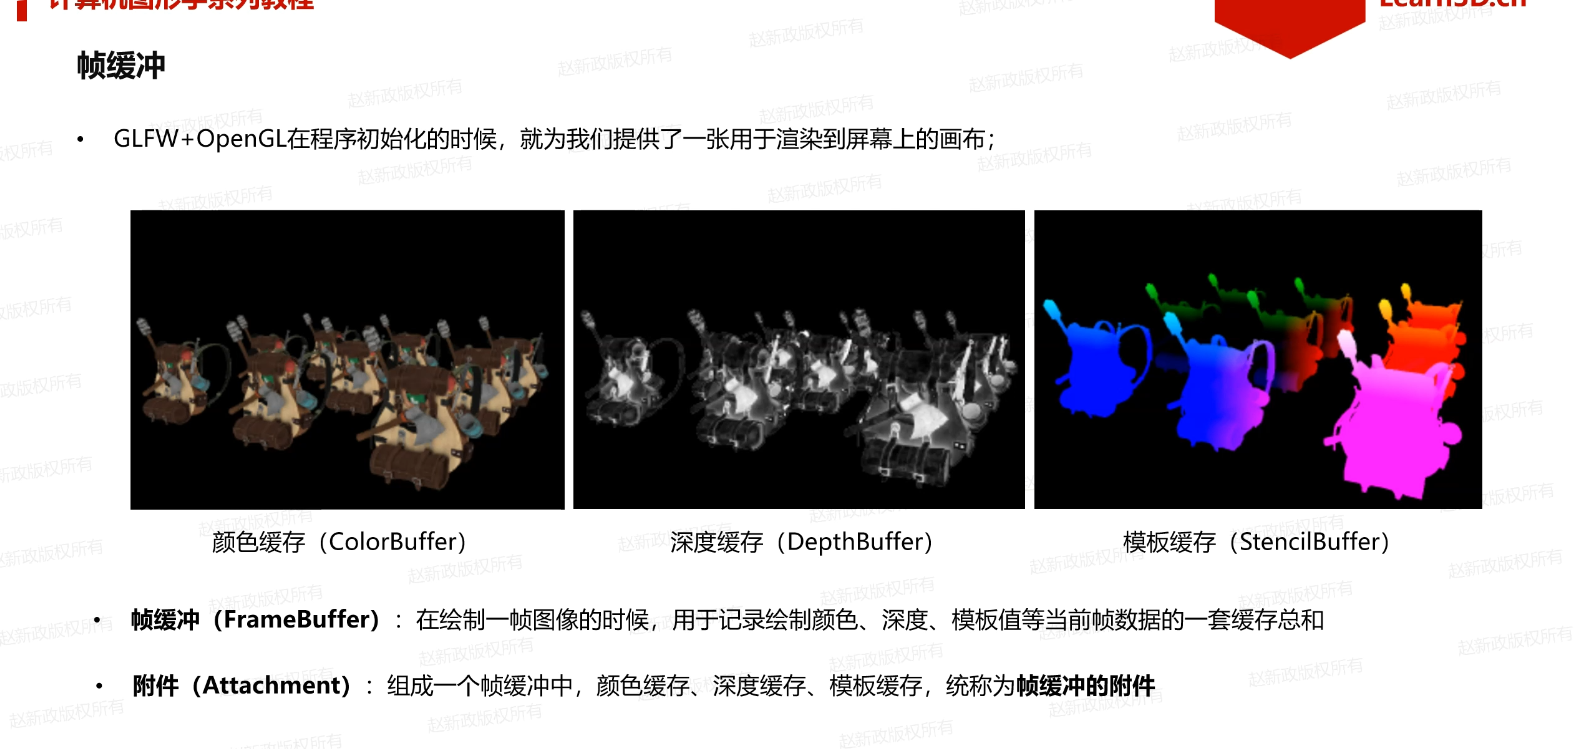 计算机图形学系列教程
Learn3D.cn
帧缓冲
• GLFW+OpenGL在程序初始化的时候，就为我们提供了一张用于渲染到屏幕上的画布；
颜色缓存（ColorBuffer）
深度缓存（DepthBuffer）
模板缓存（StencilBuffer）
• 帧缓冲（FrameBuffer）：在绘制一帧图像的时候，用于记录绘制颜色、深度、模板值等当前帧数据的一套缓存总和
• 附件（Attachment）：组成一个帧缓冲中，颜色缓存、深度缓存、模板缓存，统称为帧缓冲的附件
赵新政版权所有